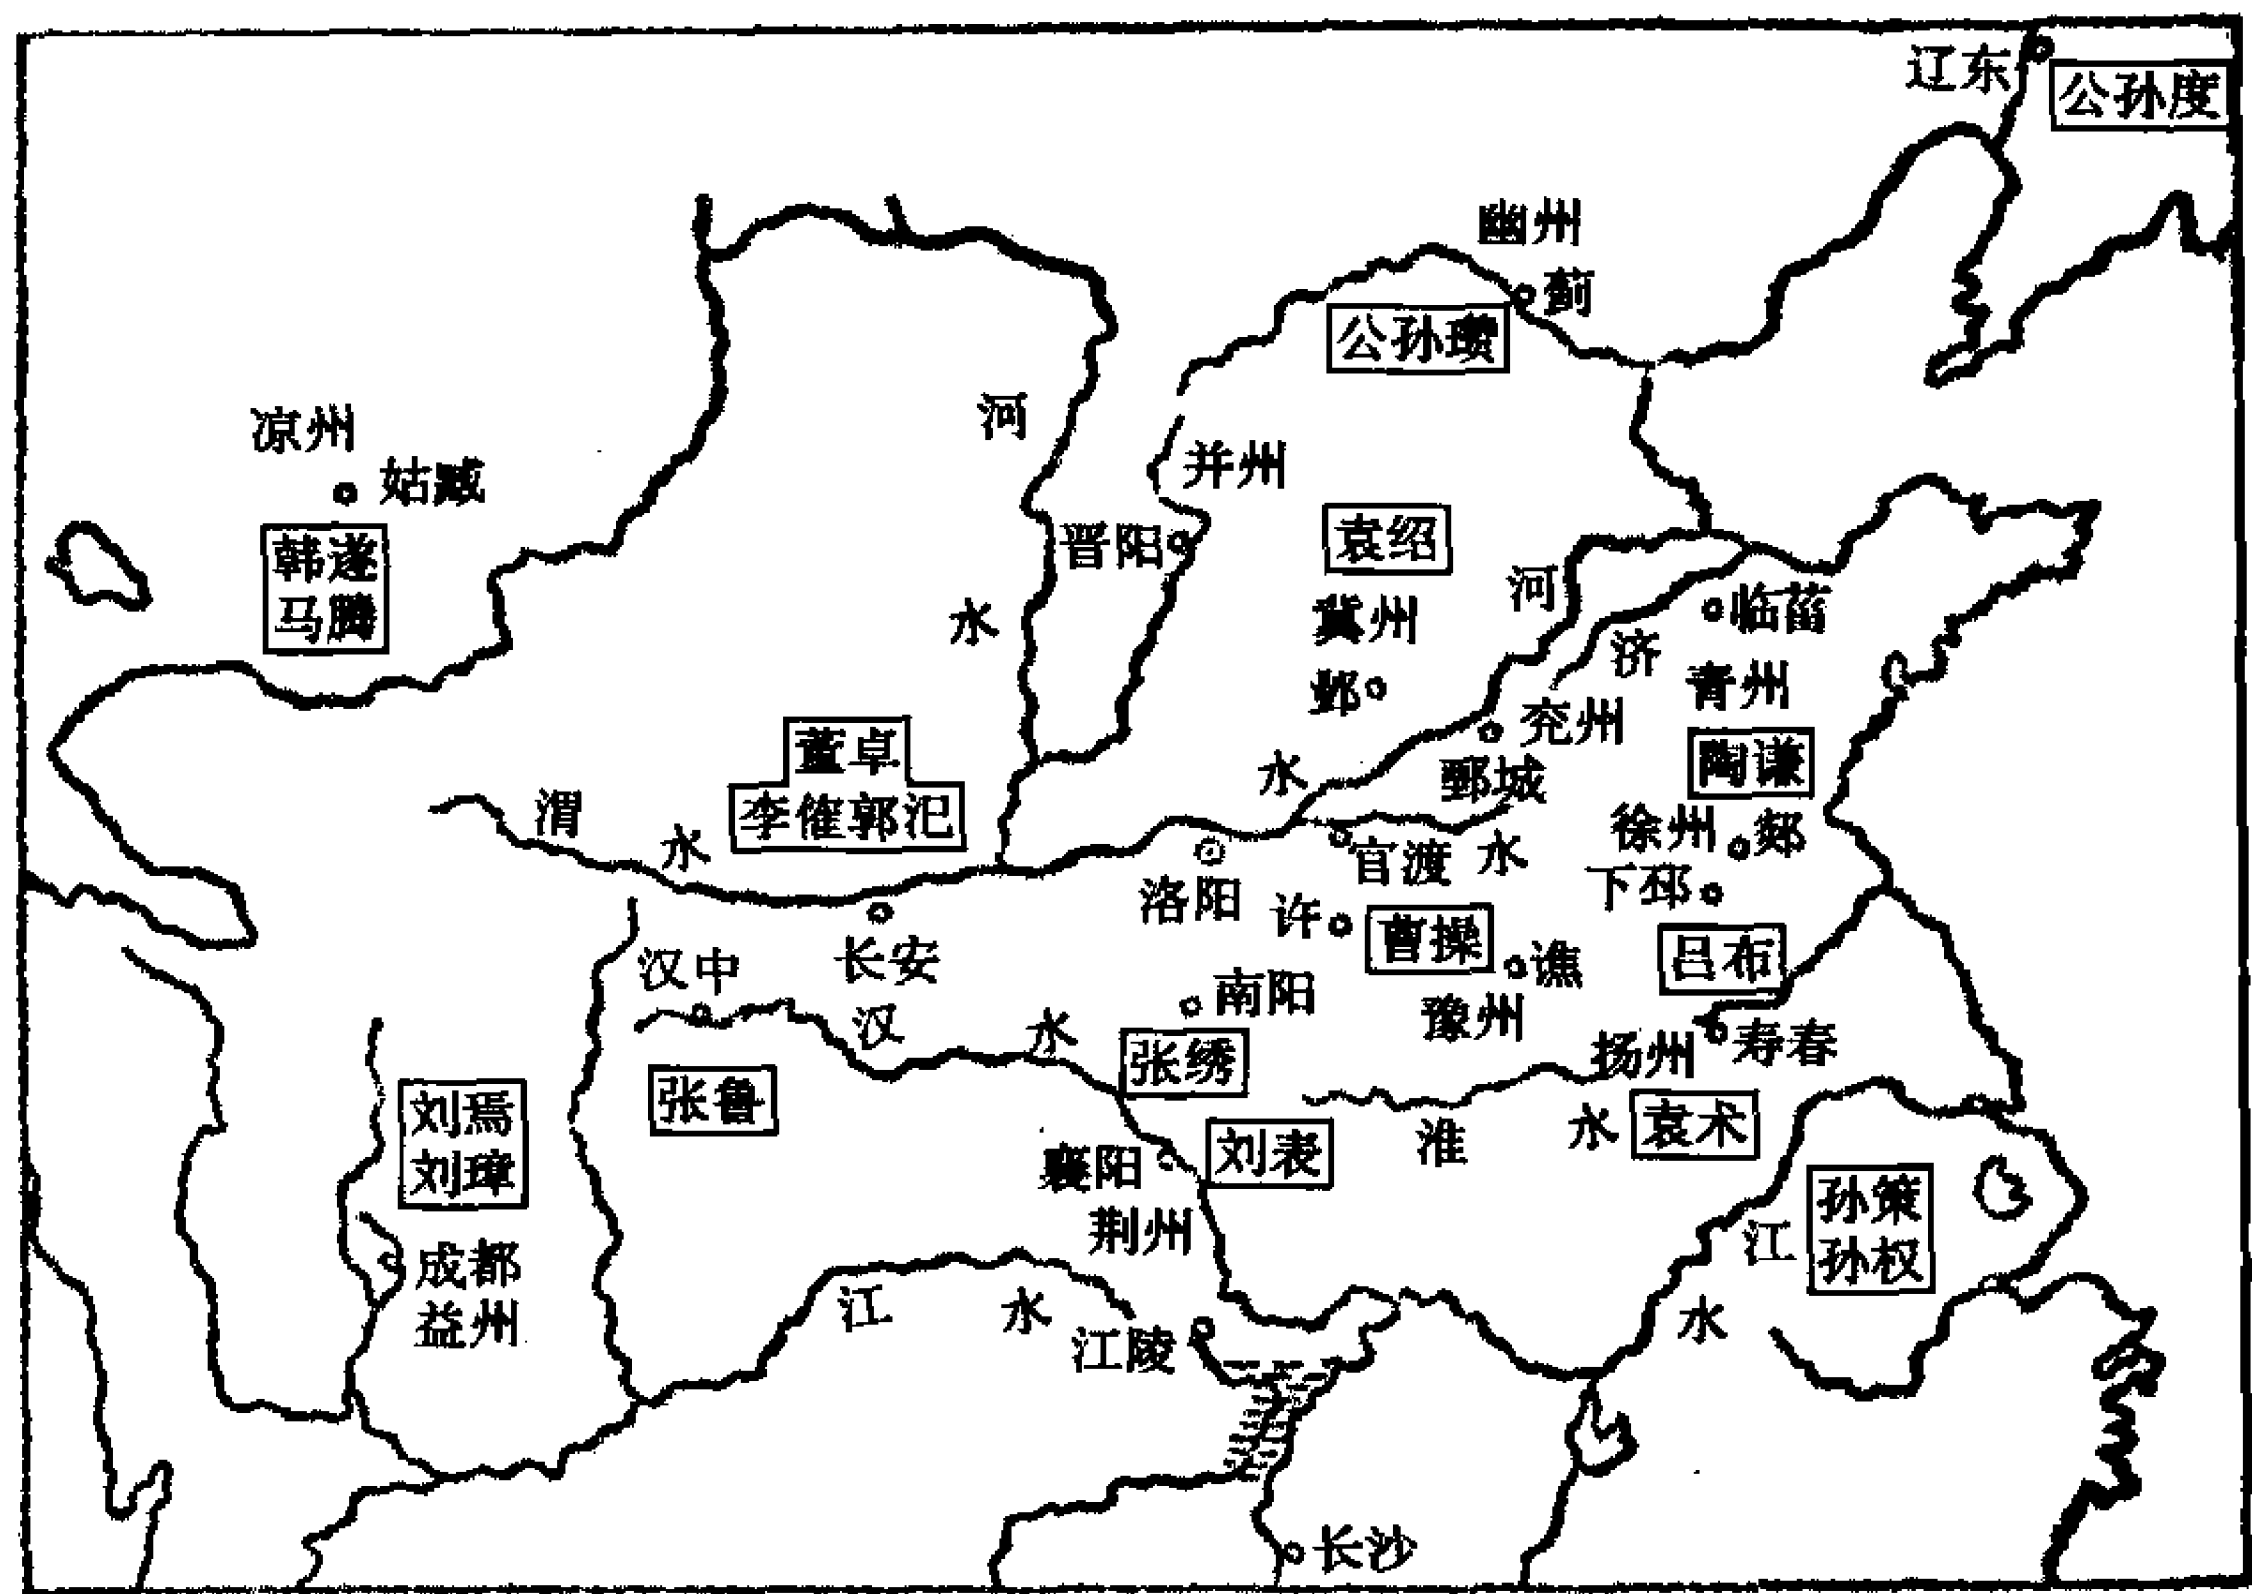 辽东
公孙度
幽州
蓟
公孙瓒
凉州
姑臧
韩遂
马腾
河
水
并州
晋阳
袁绍
冀州
邺
河
水
济
水
临菑
青州
兖州
鄄城
陶谦
徐州
郯
下邳
吕布
董卓
李傕郭汜
渭
水
长安
洛阳
官渡
许
曹操
谯
豫州
汉中
汉
水
南阳
张绣
张鲁
扬州
寿春
淮
水
袁术
刘焉
刘璋
成都
益州
襄阳
荆州
刘表
孙策
孙权
江
水
江
水
江陵
长沙